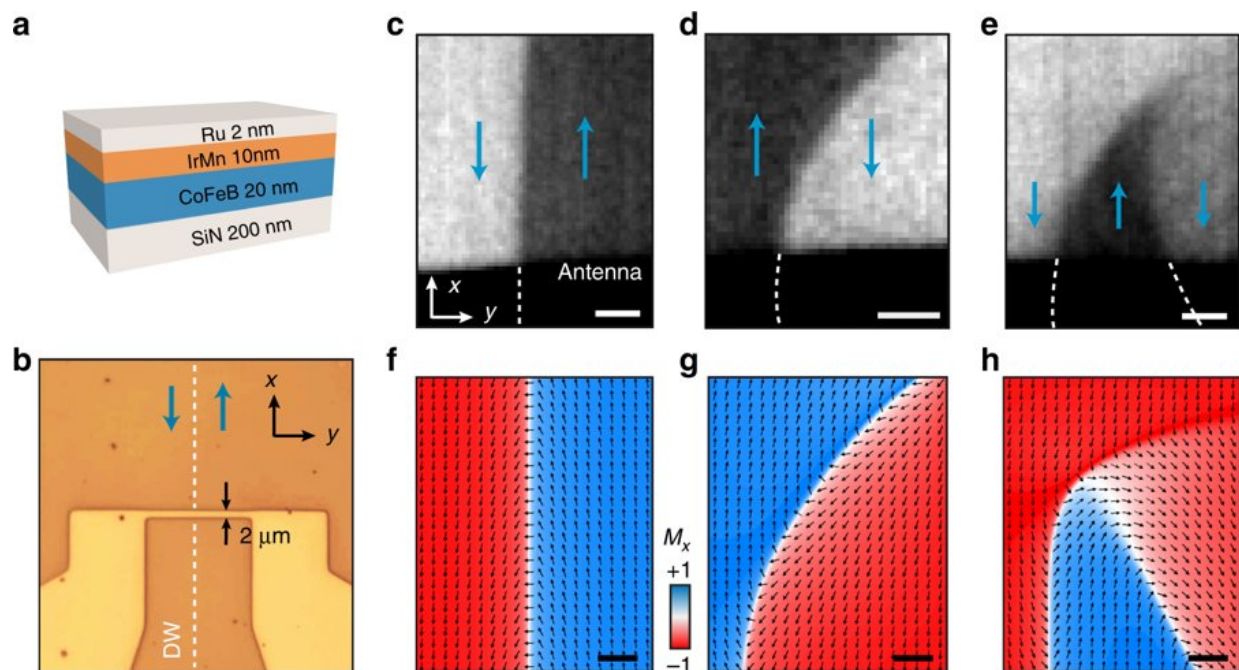 a
Ru 2 nm
IrMn 10nm
CoFeB 20 nm
SiN 200 nm
b
x
y
2 μm
DW
c
Antenna
x
y
d
e
f
g
Mx
+1
−1
h